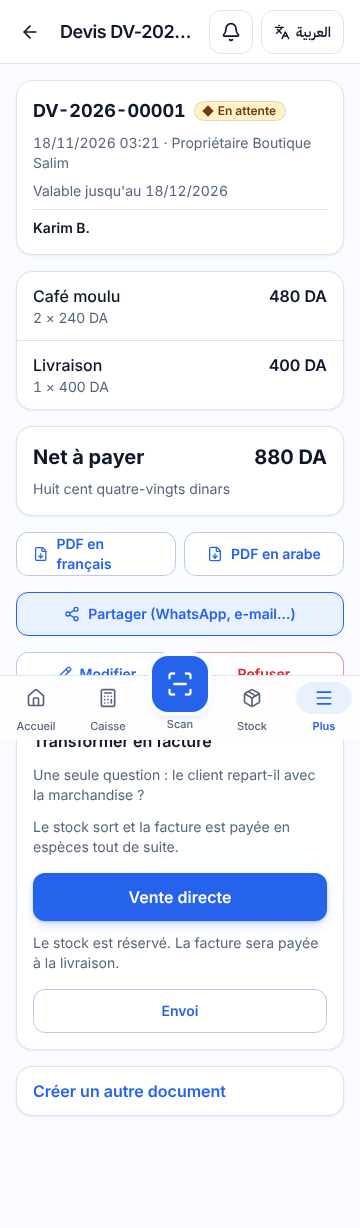 Devis DV-202...
العربية
DV-2026-00001 En attente
18/11/2026 03:21 · Propriétaire Boutique
Salim
Valable jusqu'au 18/12/2026
Karim B.
Café moulu 480 DA
2 × 240 DA
Livraison 400 DA
1 × 400 DA
Net à payer 880 DA
Huit cent quatre-vingts dinars
PDF en
français
PDF en arabe
Partager (WhatsApp, e-mail...)
Modifier Refuser
Accueil Caisse Scan Stock Plus
Transformer en facture
Une seule question : le client repart-il avec
la marchandise ?
Le stock sort et la facture est payée en
espèces tout de suite.
Vente directe
Le stock est réservé. La facture sera payée
à la livraison.
Envoi
Créer un autre document